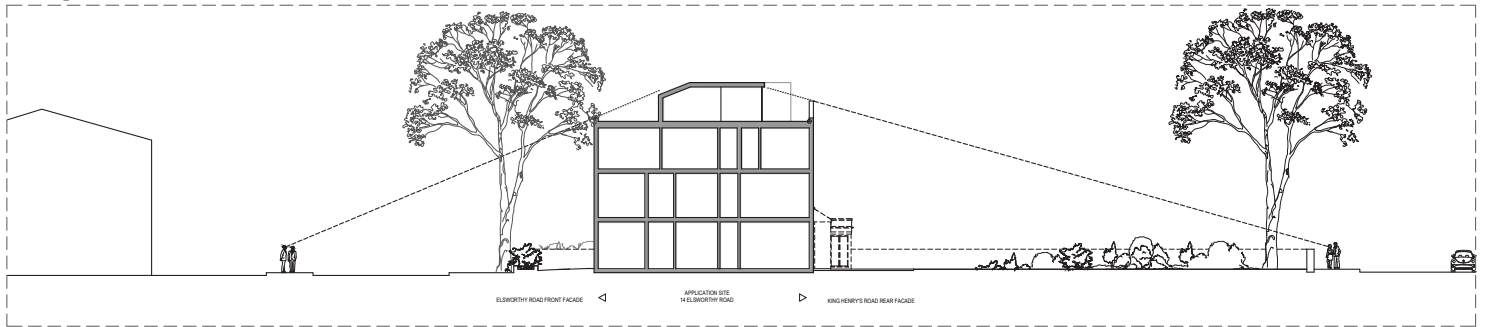 ELSWORTHY ROAD FRONT FACADE
APPLICATION SITE
14 ELSWORTHY ROAD
KING HENRY'S ROAD REAR FACADE